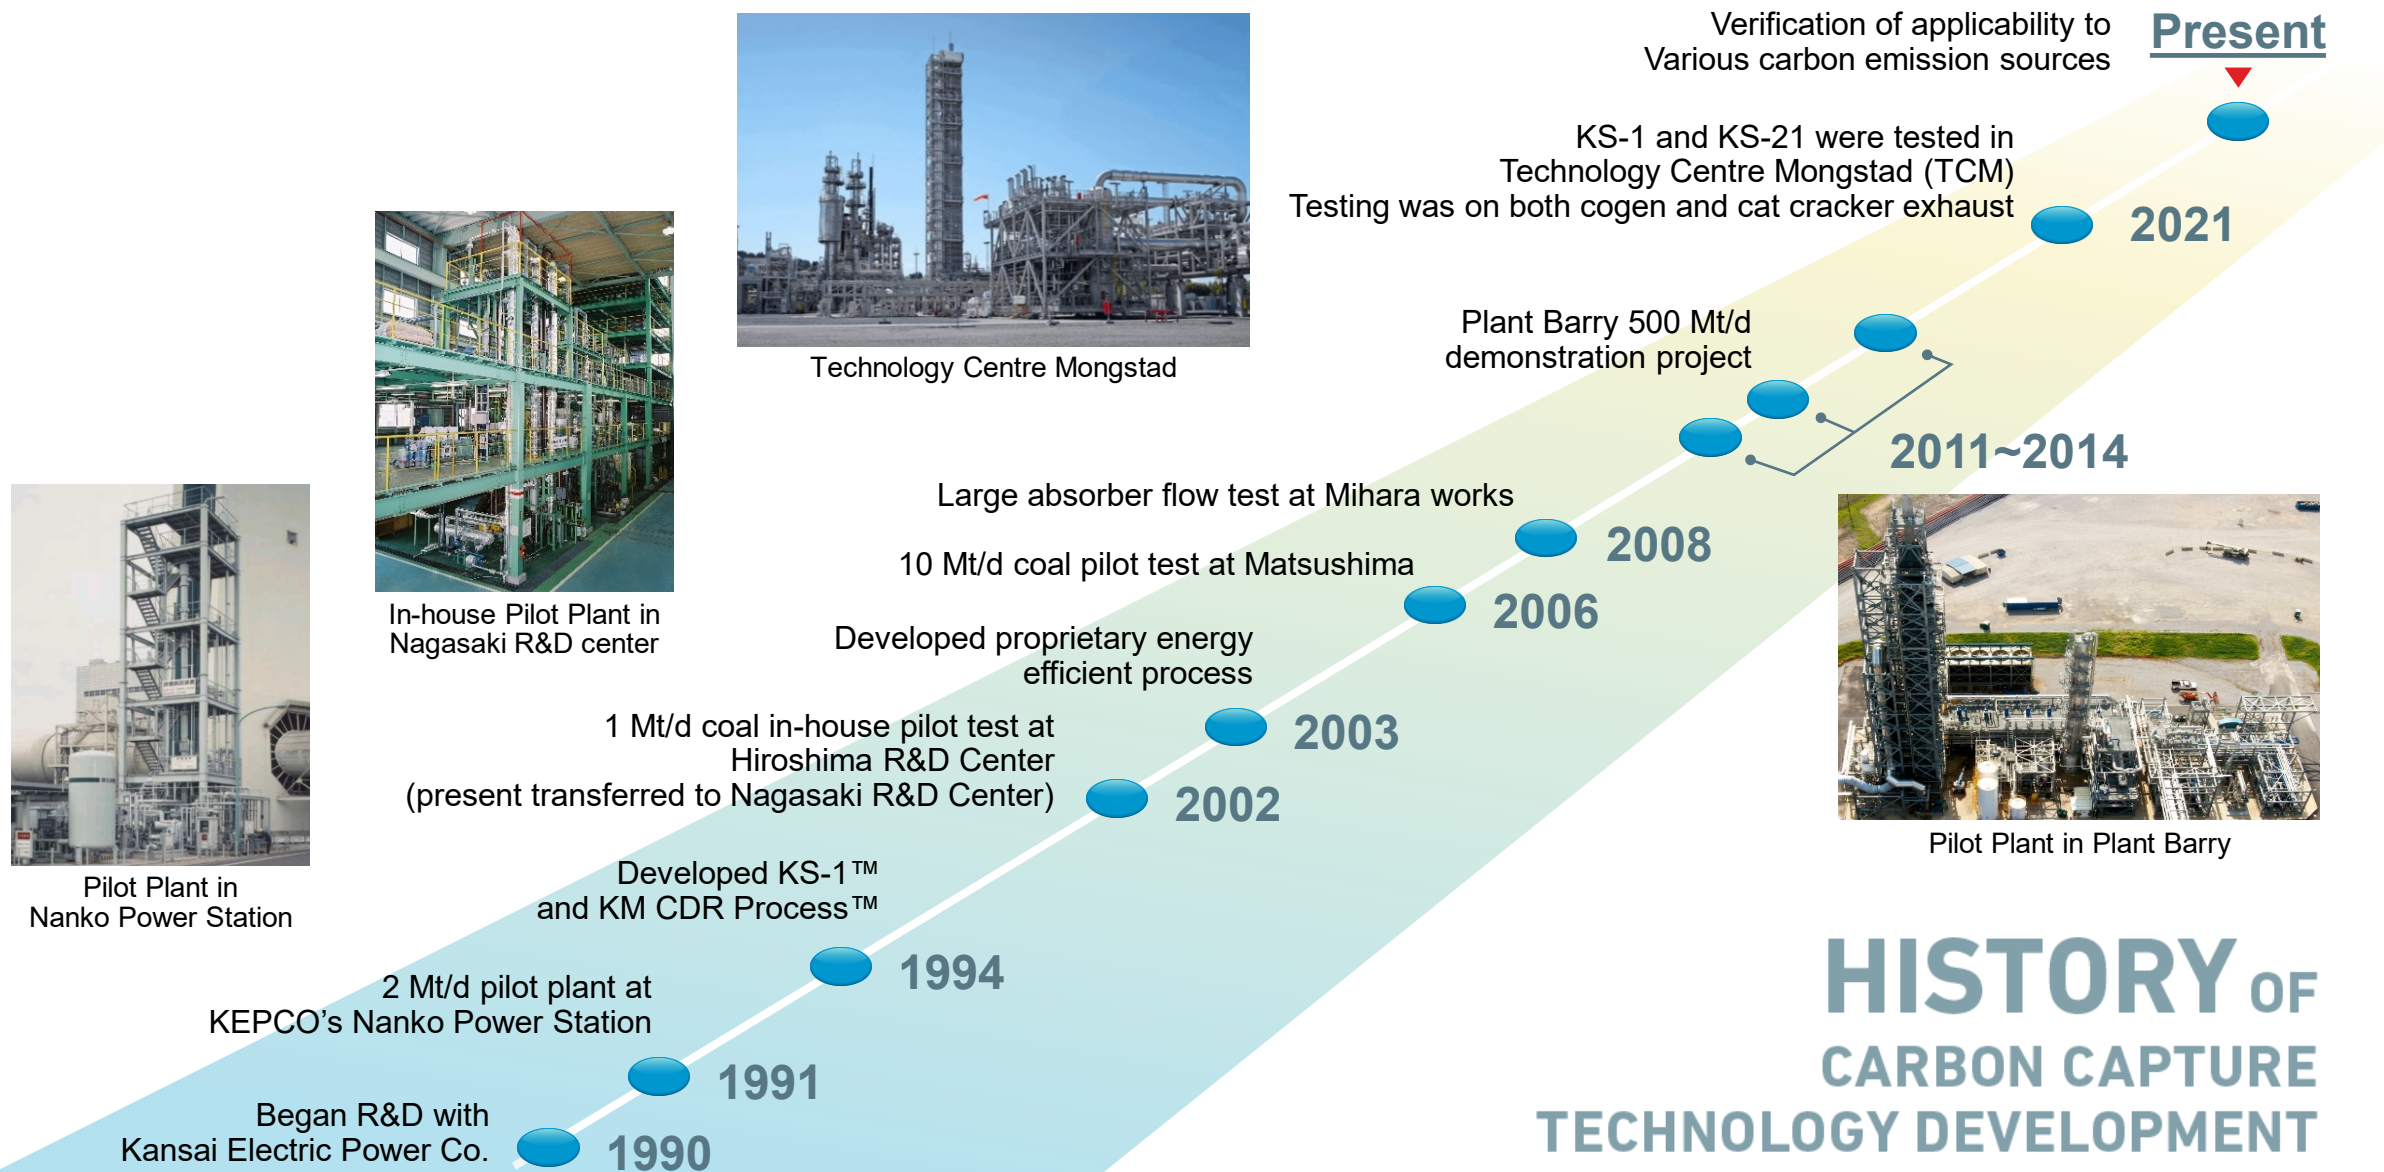 Verification of applicability to
Various carbon emission sources
Present
KS-1 and KS-21 were tested in
Technology Centre Mongstad (TCM)
Testing was on both cogen and cat cracker exhaust
2021
Technology Centre Mongstad
Plant Barry 500 Mt/d
demonstration project
2011~2014
Large absorber flow test at Mihara works
2008
10 Mt/d coal pilot test at Matsushima
2006
In-house Pilot Plant in
Nagasaki R&D center
Developed proprietary energy
efficient process
2003
1 Mt/d coal in-house pilot test at
Hiroshima R&D Center
(present transferred to Nagasaki R&D Center)
2002
Pilot Plant in Plant Barry
Pilot Plant in
Nanko Power Station
Developed KS-1™
and KM CDR Process™
1994
2 Mt/d pilot plant at
KEPCO’s Nanko Power Station
1991
Began R&D with
Kansai Electric Power Co.
1990
HISTORY OF
CARBON CAPTURE
TECHNOLOGY DEVELOPMENT